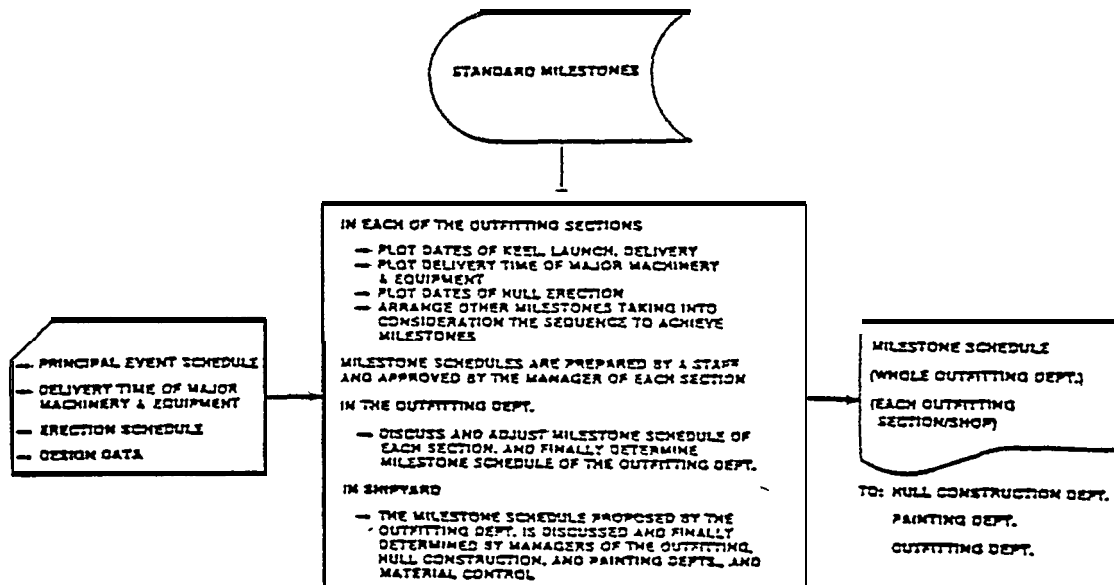 STANDARD MILESTONES
IN EACH OF THE OUTFITTING SECTIONS
— PLOT DATES OF KEEL, LAUNCH, DELIVERY
— PLOT DELIVERY TIME OF MAJOR MACHINERY
& EQUIPMENT
— PLOT DATES OF HULL ERECTION
— ARRANGE OTHER MILESTONES TAKING INTO
CONSIDERATION THE SEQUENCE TO ACHIEVE
MILESTONES
MILESTONE SCHEDULES ARE PREPARED BY A STAFF
AND APPROVED BY THE MANAGER OF EACH SECTION
IN THE OUTFITTING DEPT.
— DISCUSS AND ADJUST MILESTONE SCHEDULE OF
EACH SECTION, AND FINALLY DETERMINE
MILESTONE SCHEDULE OF THE OUTFITTING DEPT.
IN SHIPYARD
— THE MILESTONE SCHEDULE PROPOSED BY THE
OUTFITTING DEPT. IS DISCUSSED AND FINALLY
DETERMINED BY MANAGERS OF THE OUTFITTING,
HULL CONSTRUCTION, AND PAINTING DEPTS., AND
MATERIAL CONTROL
— PRINCIPAL EVENT SCHEDULE
— DELIVERY TIME OF MAJOR
MACHINERY & EQUIPMENT
— ERECTION SCHEDULE
— DESIGN DATA
MILESTONE SCHEDULE
(WHOLE OUTFITTING DEPT.)
(EACH OUTFITTING
SECTION/SHOP)
TO: HULL CONSTRUCTION DEPT.
PAINTING DEPT.
OUTFITTING DEPT.